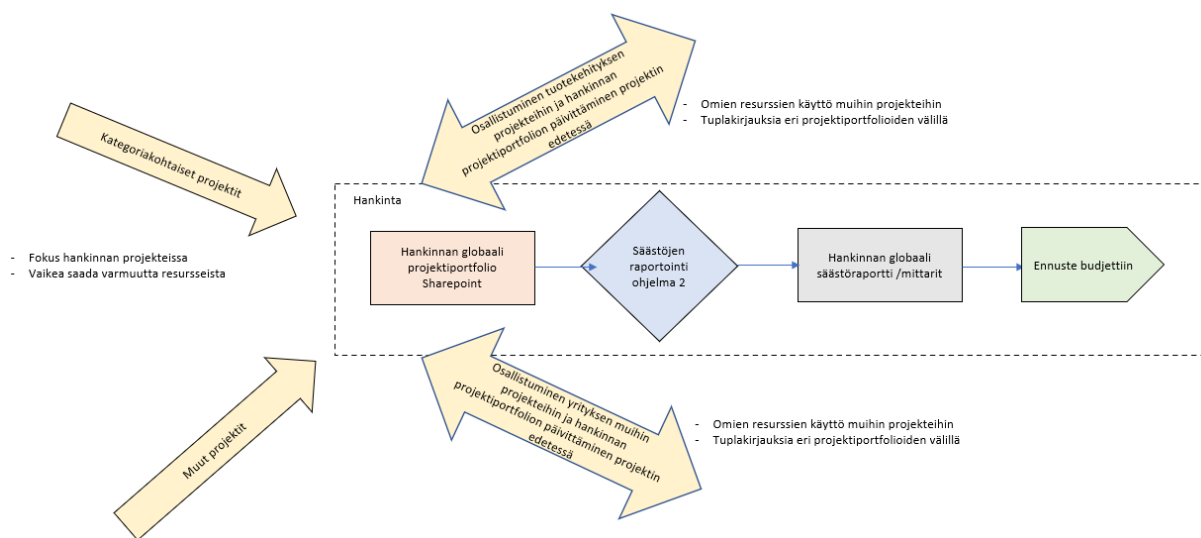 Osallistuminen tuotekehityksen
projekteihin ja hankinnan
projektiportfolion päivittäminen projektin
edetessä
- Omien resurssien käyttö muihin projekteihin
- Tuplakirjauksia eri projektiportfolioiden välillä
Kategoriakohtaiset projektit
- Fokus hankinnan projekteissa
- Vaikea saada varmuutta resursseista
Hankinta
Hankinnan globaali
projektiportfolio
Sharepoint
Säästöjen
raportointi
ohjelma 2
Hankinnan globaali
säästöraportti /mittarit
Ennuste budjettiin
Muut projektit
Osallistuminen yrityksen muihin
projekteihin ja hankinnan
projektiportfolion päivittäminen projektin
edetessä
- Omien resurssien käyttö muihin projekteihin
- Tuplakirjauksia eri projektiportfolioiden välillä